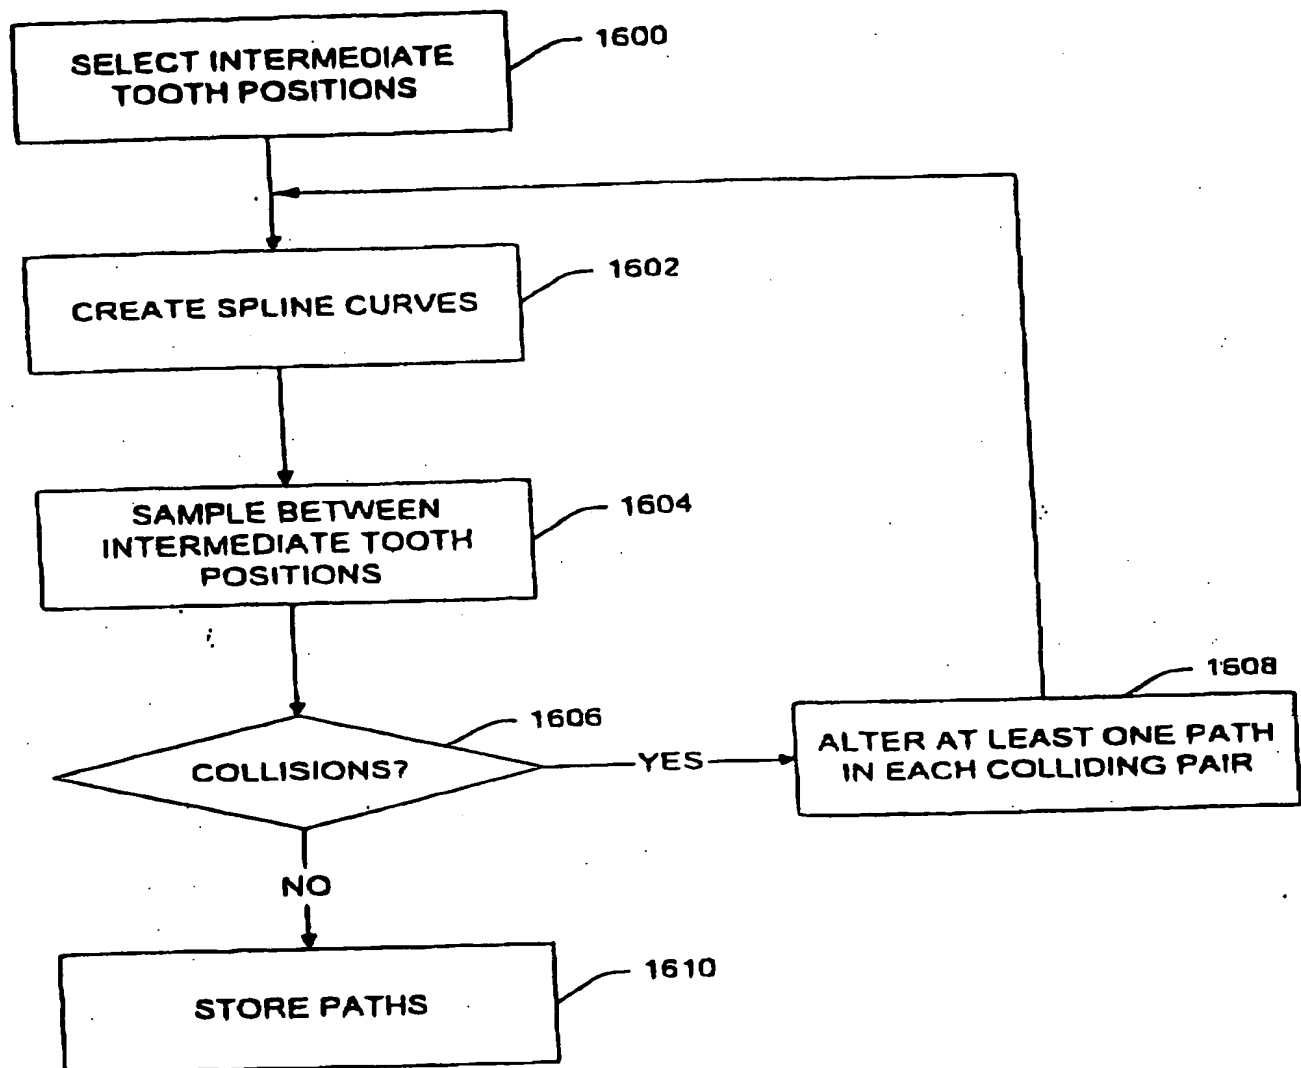 SELECT INTERMEDIATE
TOOTH POSITIONS
1600
CREATE SPLINE CURVES
1602
SAMPLE BETWEEN
INTERMEDIATE TOOTH
POSITIONS
1604
COLLISIONS?
1606
YES
ALTER AT LEAST ONE PATH
IN EACH COLLIDING PAIR
1608
NO
STORE PATHS
1610